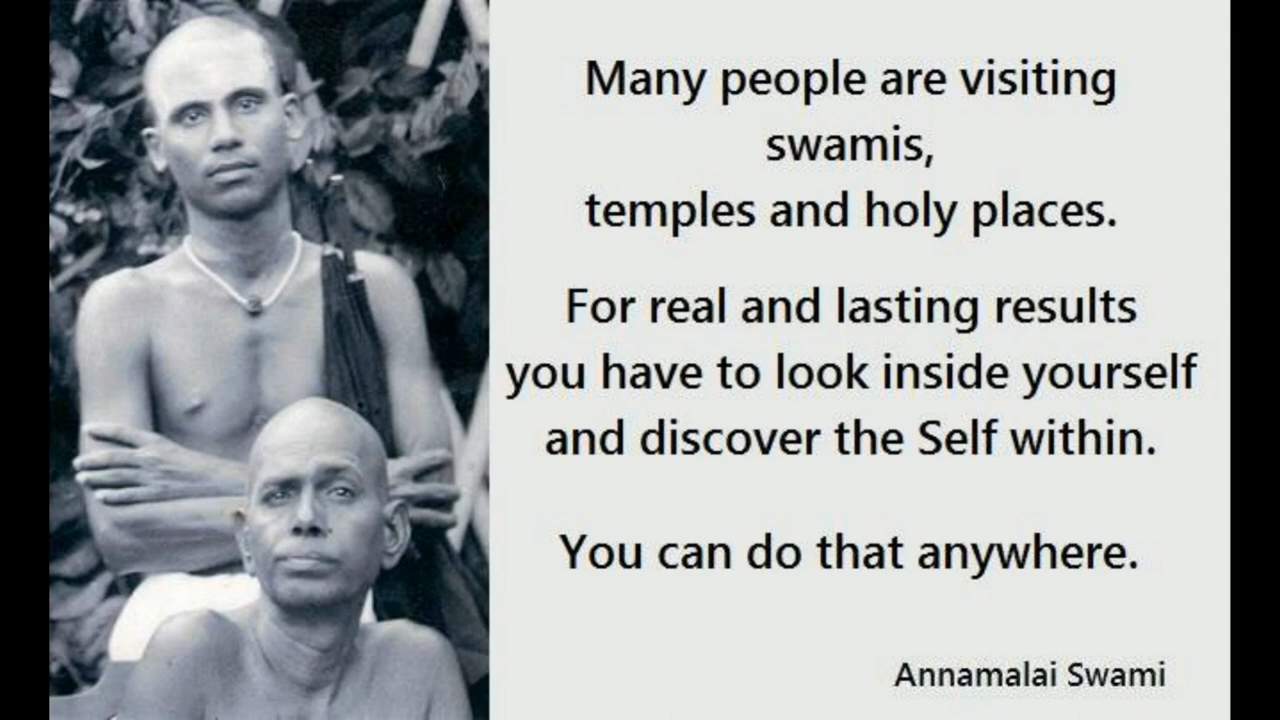 Many people are visiting
swamis,
temples and holy places.
For real and lasting results
you have to look inside yourself
and discover the Self within.
You can do that anywhere.
Annamalai Swami